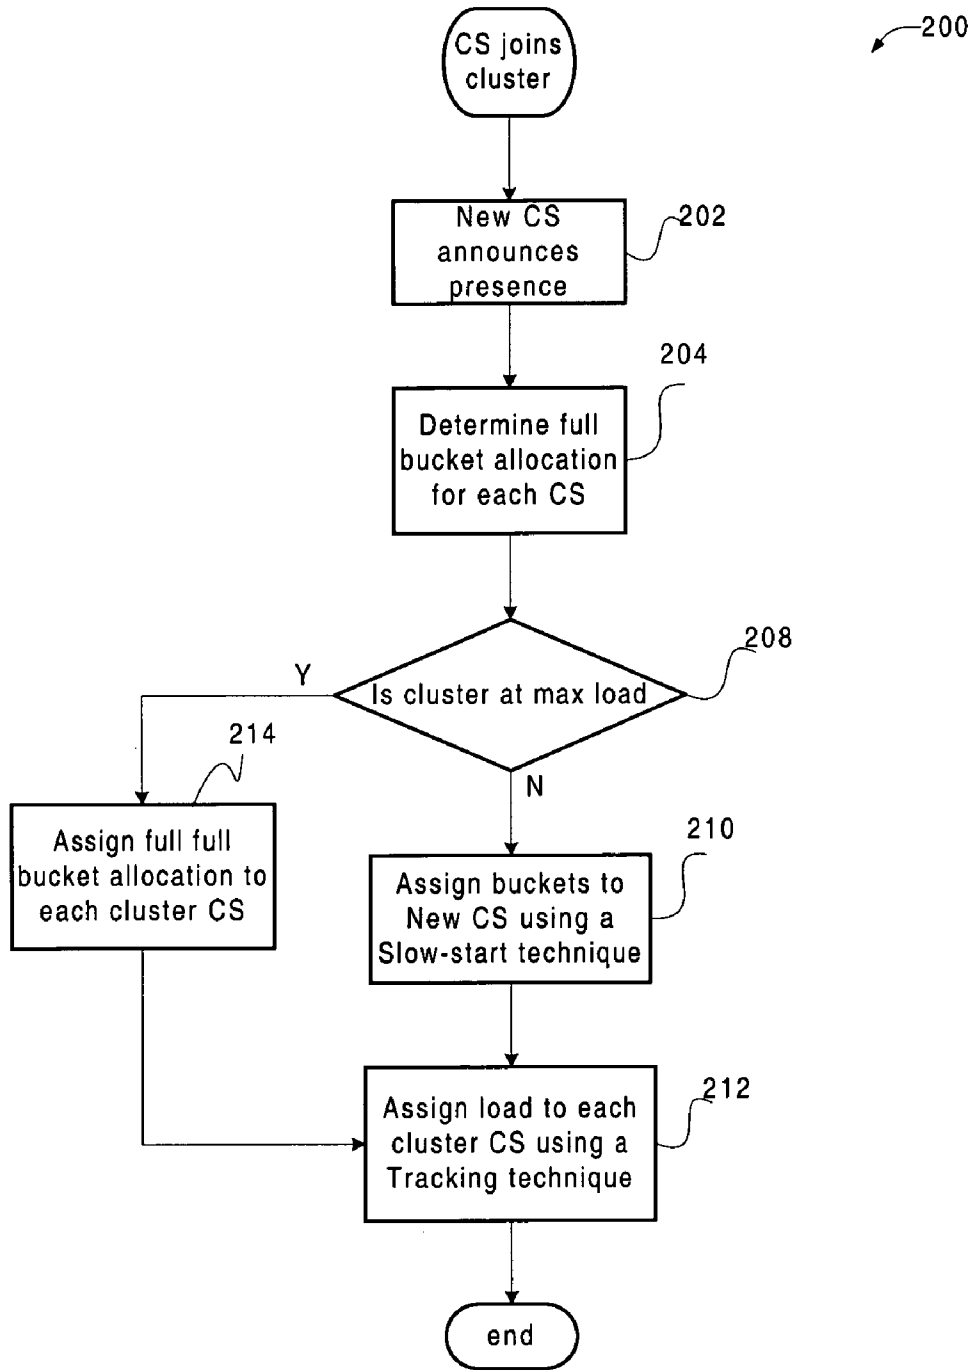 200
CS joins
cluster
New CS
announces
presence
202
204
Determine full
bucket allocation
for each CS
208
Is cluster at max load
Y
N
214
Assign full full
bucket allocation to
each cluster CS
210
Assign buckets to
New CS using a
Slow-start technique
212
Assign load to each
cluster CS using a
Tracking technique
end